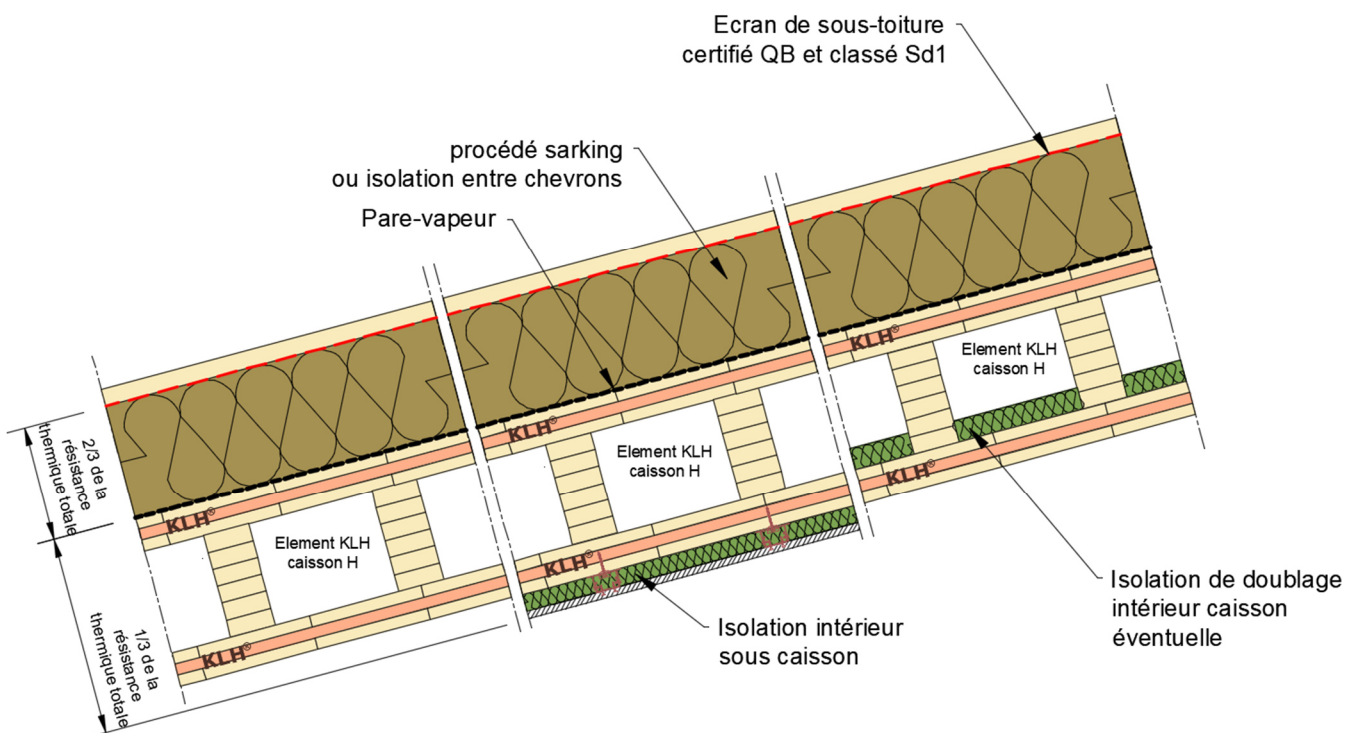 Ecran de sous-toiture
certifié QB et classé Sd1
procédé sarking
ou isolation entre chevrons
Pare-vapeur
KLH®
Element KLH
caisson H
KLH®
KLH®
Element KLH
caisson H
KLH®
KLH®
Element KLH
caisson H
KLH®
2/3 de la
résistance
thermique totale
1/3 de la
résistance
thermique totale
Isolation intérieur
sous caisson
Isolation de doublage
intérieur caisson
éventuelle